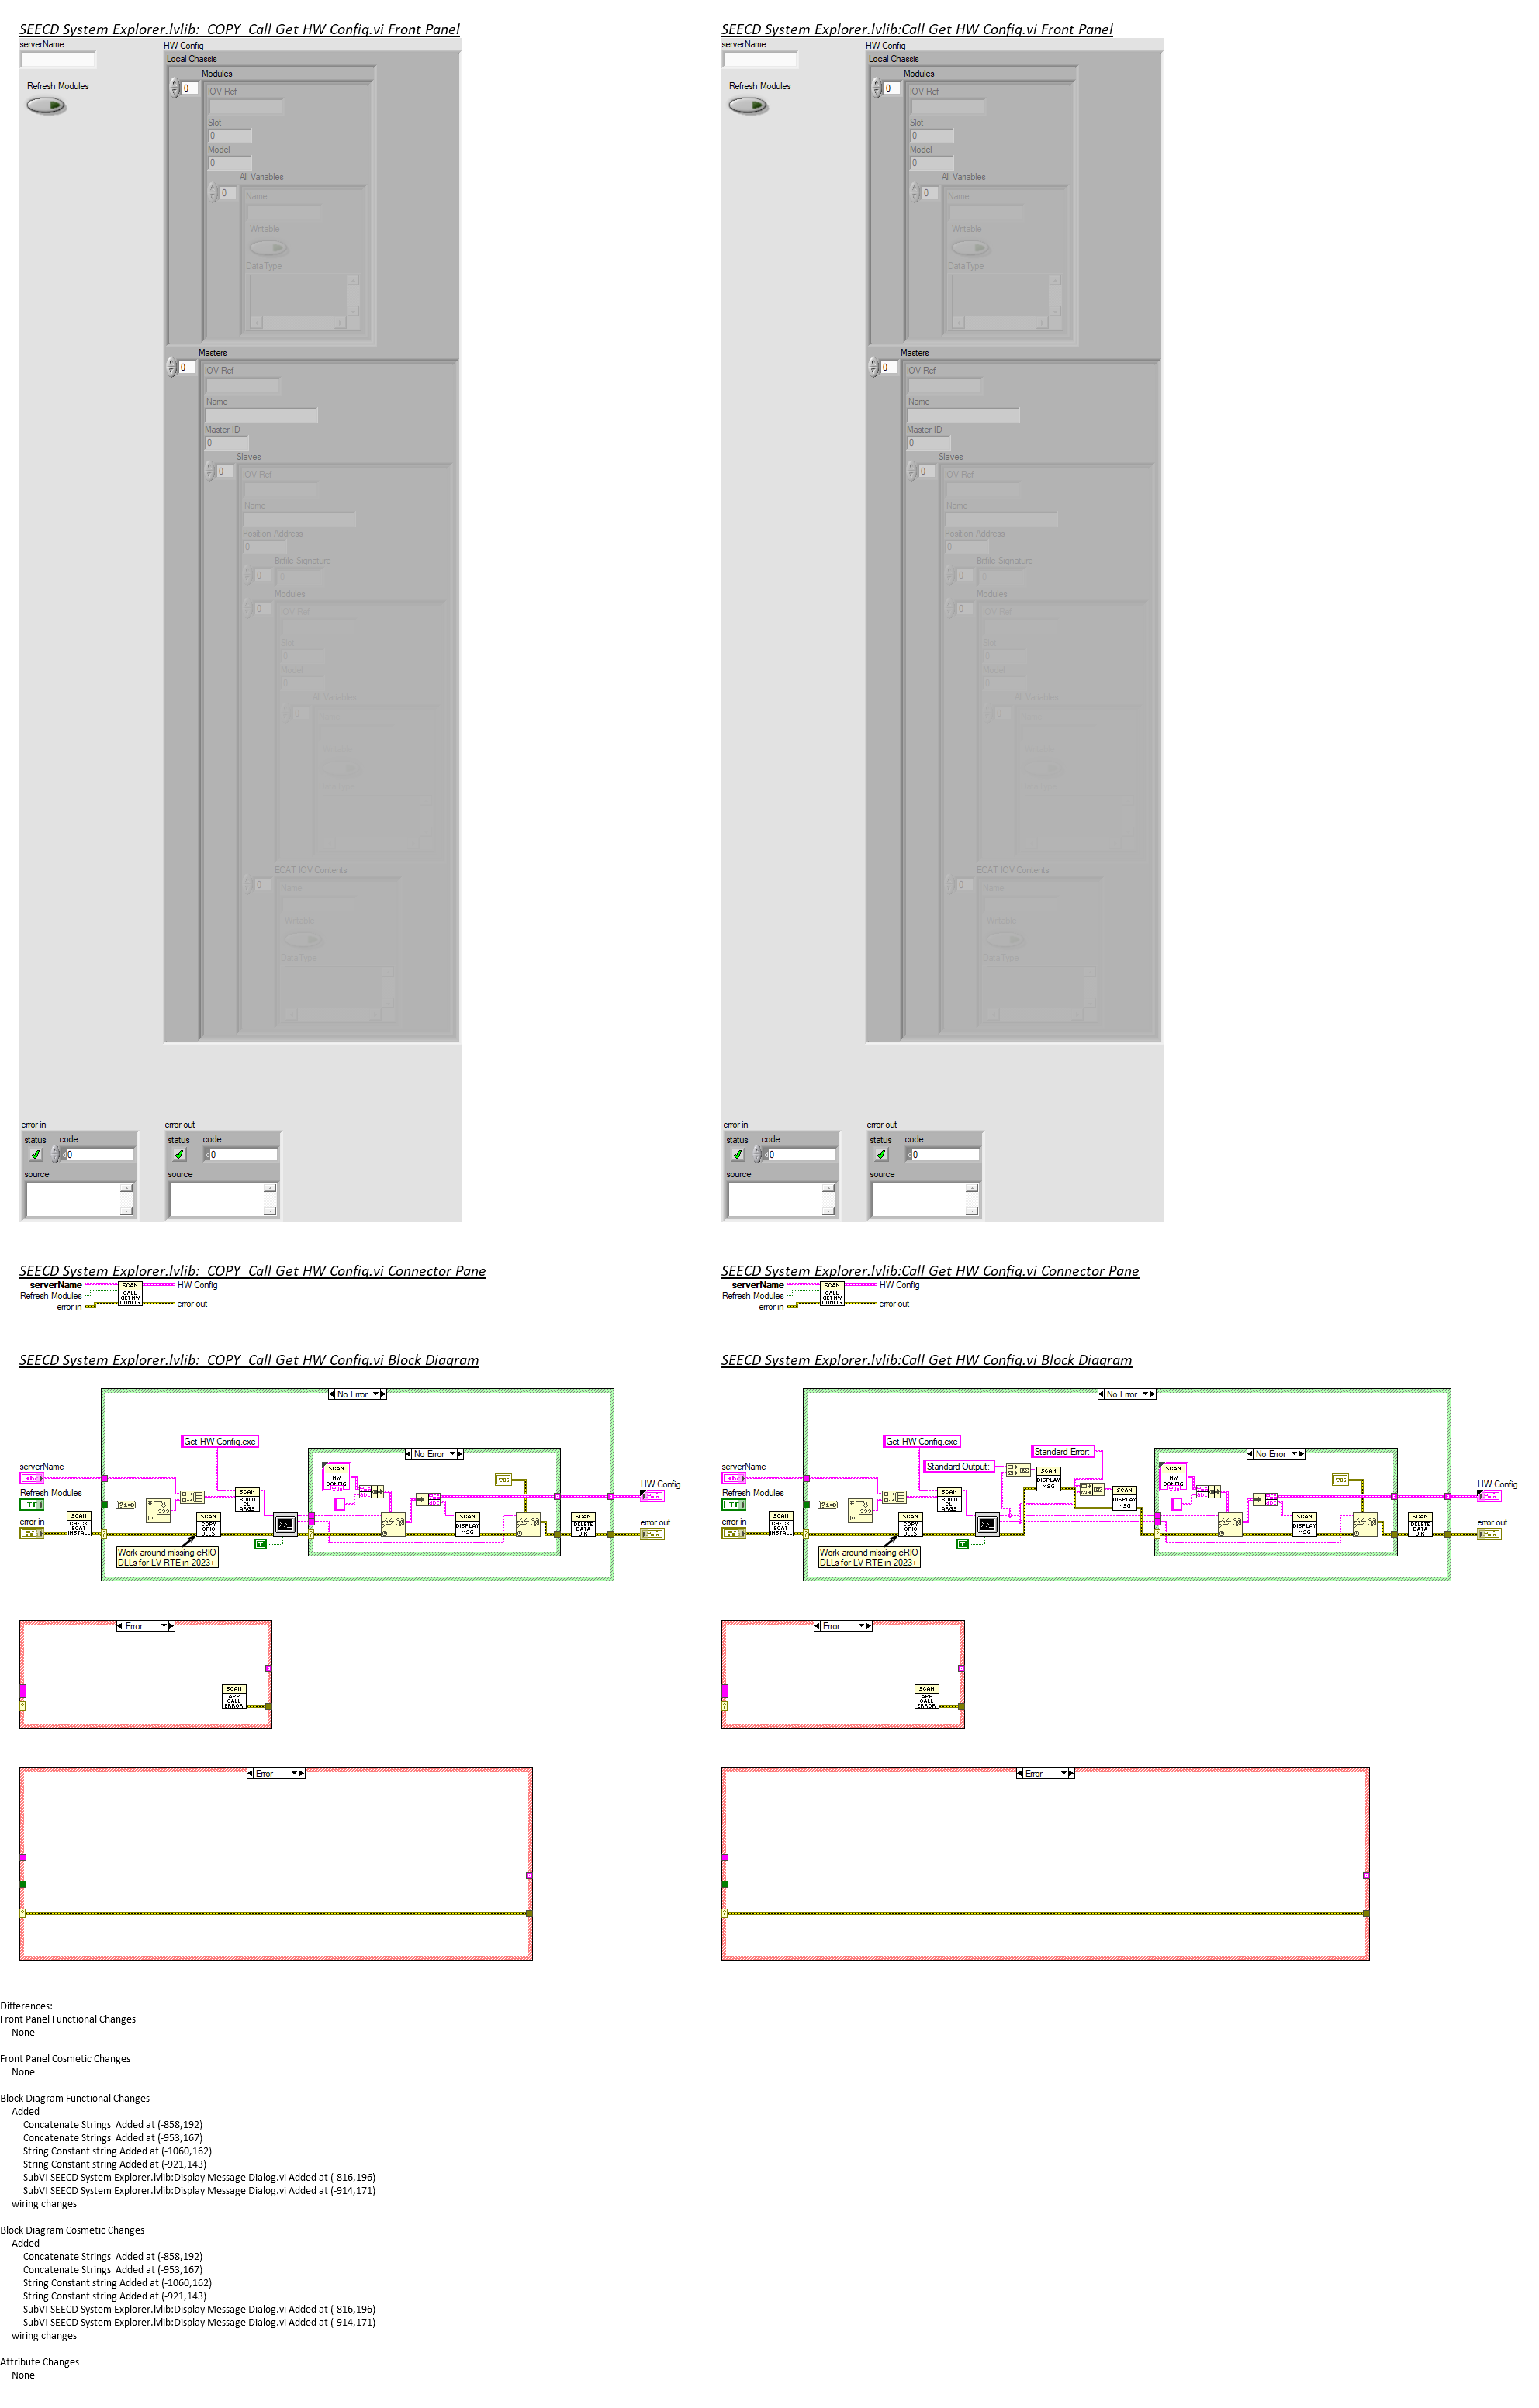 SEECD System Explorer.lvlib:_COPY_Call Get HW Config.vi Front Panel
serverName
Refresh Modules
HW Config
Local Chassis
Modules
0
IOV Ref
Slot
0
Model
0
All Variables
0
Name
Writable
DataType
Masters
0
IOV Ref
Name
Master ID
0
Slaves
0
IOV Ref
Name
Position Address
0
Bitfile Signature
0
Modules
0
IOV Ref
Slot
0
Model
0
All Variables
0
ECAT IOV Contents
0
Name
Writable
DataType
error in
status code
0
source
error out
status code
0
source
SEECD System Explorer.lvlib:Call Get HW Config.vi Front Panel
serverName
Refresh Modules
HW Config
Local Chassis
Modules
0
IOV Ref
Slot
0
Model
0
All Variables
0
Name
Writable
DataType
Masters
0
IOV Ref
Name
Master ID
0
Slaves
0
IOV Ref
Name
Position Address
0
Bitfile Signature
0
Modules
0
IOV Ref
Slot
0
Model
0
All Variables
0
ECAT IOV Contents
0
Name
Writable
DataType
error in
status code
0
source
error out
status code
0
source
SEECD System Explorer.lvlib:_COPY_Call Get HW Config.vi Connector Pane
serverName
Refresh Modules
error in
SCAN
CALL
GET HW
CONFIG
HW Config
error out
SEECD System Explorer.lvlib:Call Get HW Config.vi Connector Pane
serverName
Refresh Modules
error in
SCAN
CALL
GET HW
CONFIG
HW Config
error out
SEECD System Explorer.lvlib:_COPY_Call Get HW Config.vi Block Diagram
No Error
Get HW Config.exe
No Error
serverName
abc
Refresh Modules
TF
error in
SCAN
CHECK
ECAT
INSTALL
?1:0
SCAN
COPY
CRIO
DLLS
SCAN
BUILD
CLI
ARGS
T
Work around missing cRIO
DLLs for LV RTE in 2023+
SCAN
HW
CONFIG
SCAN
DISPLAY
MSG
SCAN
DELETE
DATA
DIR
HW Config
error out
SEECD System Explorer.lvlib:Call Get HW Config.vi Block Diagram
No Error
Get HW Config.exe
Standard Error:
Standard Output:
No Error
serverName
abc
Refresh Modules
TF
error in
SCAN
CHECK
ECAT
INSTALL
?1:0
SCAN
COPY
CRIO
DLLS
SCAN
BUILD
CLI
ARGS
T
Work around missing cRIO
DLLs for LV RTE in 2023+
SCAN
DISPLAY
MSG
SCAN
DISPLAY
MSG
SCAN
HW
CONFIG
SCAN
DISPLAY
MSG
SCAN
DELETE
DATA
DIR
HW Config
error out
Error ..
SCAN
APP
CALL
ERROR
Error ..
SCAN
APP
CALL
ERROR
Error
Error
Differences:
Front Panel Functional Changes
None
Front Panel Cosmetic Changes
None
Block Diagram Functional Changes
Added
Concatenate Strings Added at (-858,192)
Concatenate Strings Added at (-953,167)
String Constant string Added at (-1060,162)
String Constant string Added at (-921,143)
SubVI SEECD System Explorer.lvlib:Display Message Dialog.vi Added at (-816,196)
SubVI SEECD System Explorer.lvlib:Display Message Dialog.vi Added at (-914,171)
wiring changes
Block Diagram Cosmetic Changes
Added
Concatenate Strings Added at (-858,192)
Concatenate Strings Added at (-953,167)
String Constant string Added at (-1060,162)
String Constant string Added at (-921,143)
SubVI SEECD System Explorer.lvlib:Display Message Dialog.vi Added at (-816,196)
SubVI SEECD System Explorer.lvlib:Display Message Dialog.vi Added at (-914,171)
wiring changes
Attribute Changes
None